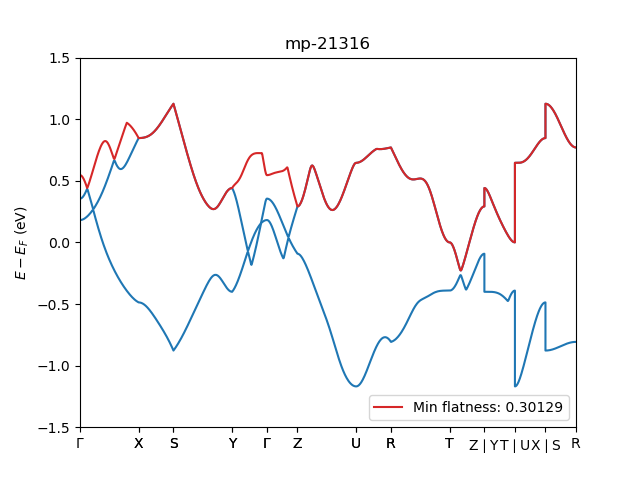 mp-21316
1.5
1.0
0.5
0.0
−0.5
−1.0
−1.5
E − E_F (eV)
Min flatness: 0.30129
Γ X S Y Γ Z U R T Z | Y T | U X | S R